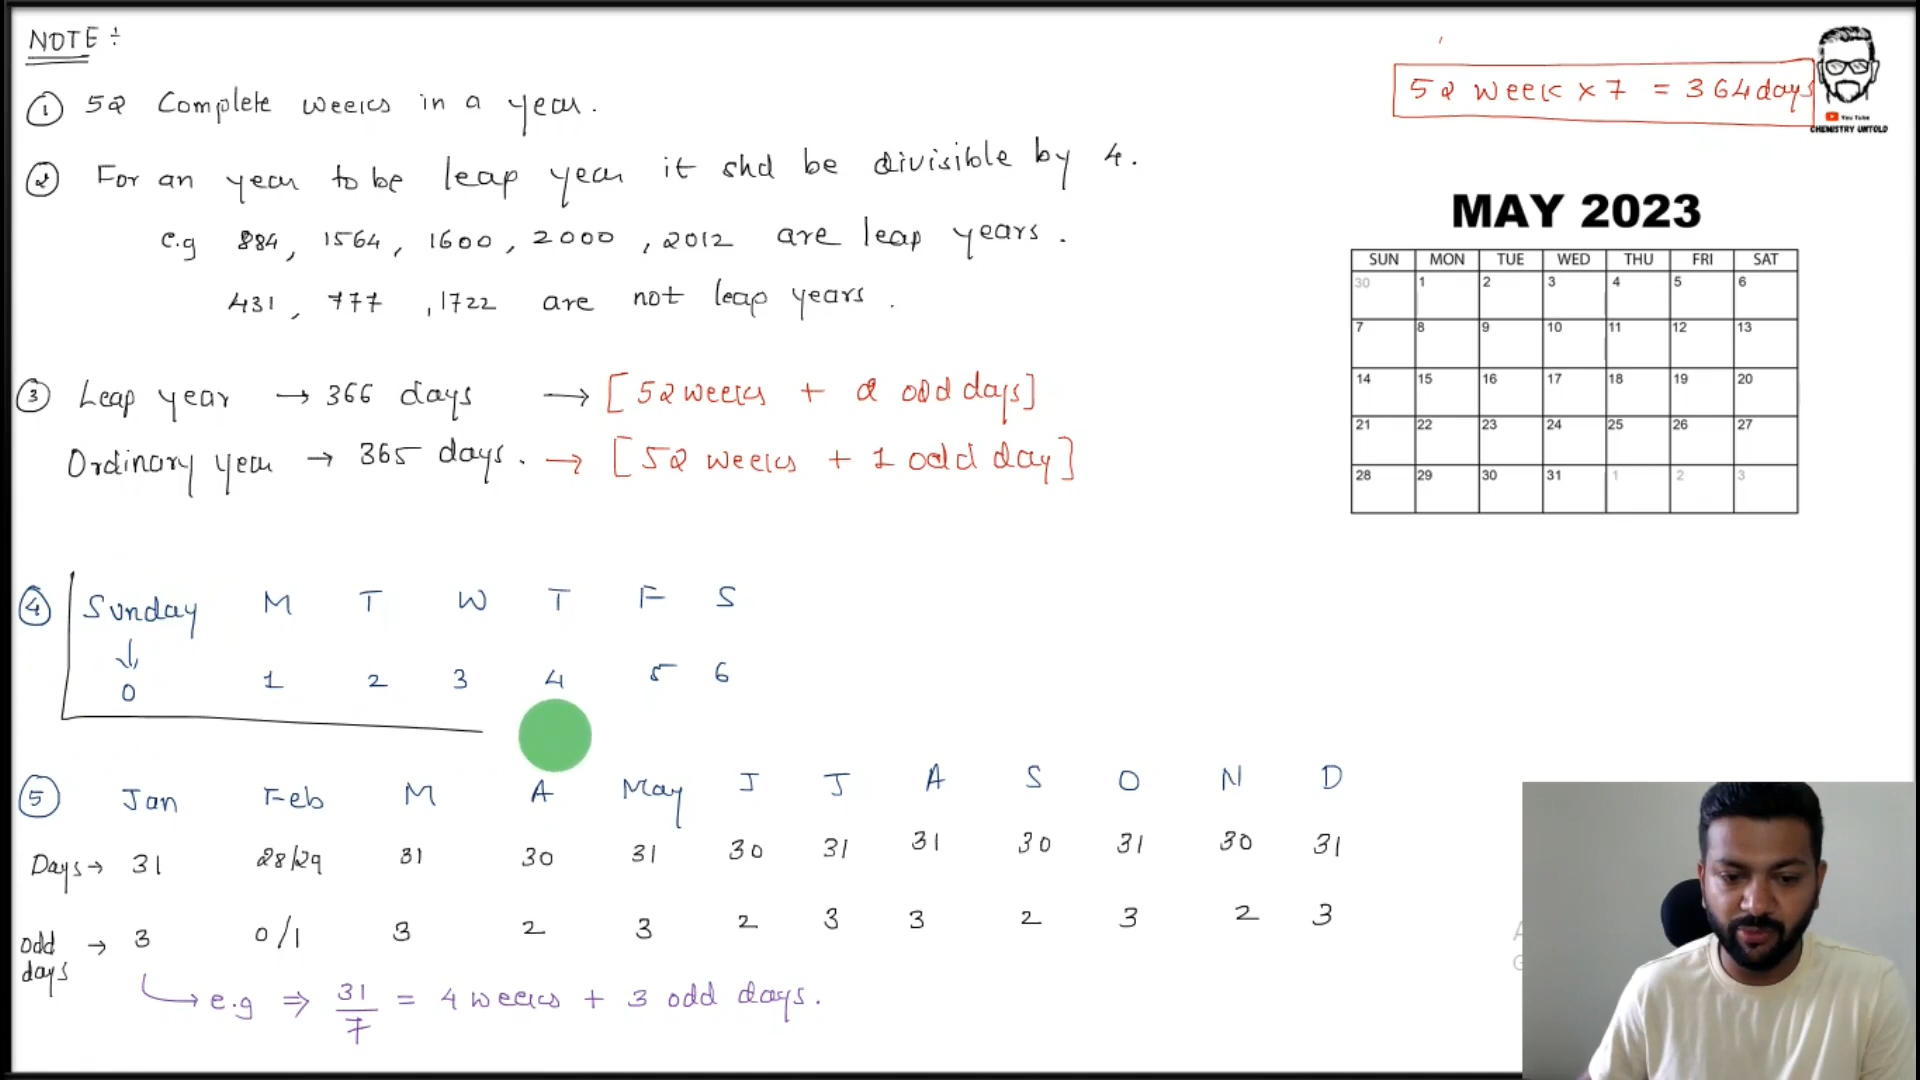 NOTE :
① 52 Complete weeks in a year.
② For an year to be leap year it shd be divisible by 4.
e.g 884, 1564, 1600, 2000, 2012 are leap years.
431, 777, 1722 are not leap years.
③ Leap year → 366 days → [52 weeks + 2 odd days]
Ordinary year → 365 days. → [52 weeks + 1 odd day]
④ Sunday M T W T F S
↓
0 1 2 3 4 5 6
⑤ Jan Feb M A May J J A S O N D
Days → 31 28/29 31 30 31 30 31 31 30 31 30 31
odd days → 3 0/1 3 2 3 2 3 3 2 3 2 3
e.g ⇒ 31/7 = 4 weeks + 3 odd days.
52 week x 7 = 364 days
You Tube
CHEMISTRY UNTOLD
MAY 2023
SUN MON TUE WED THU FRI SAT
30 1 2 3 4 5 6
7 8 9 10 11 12 13
14 15 16 17 18 19 20
21 22 23 24 25 26 27
28 29 30 31 1 2 3